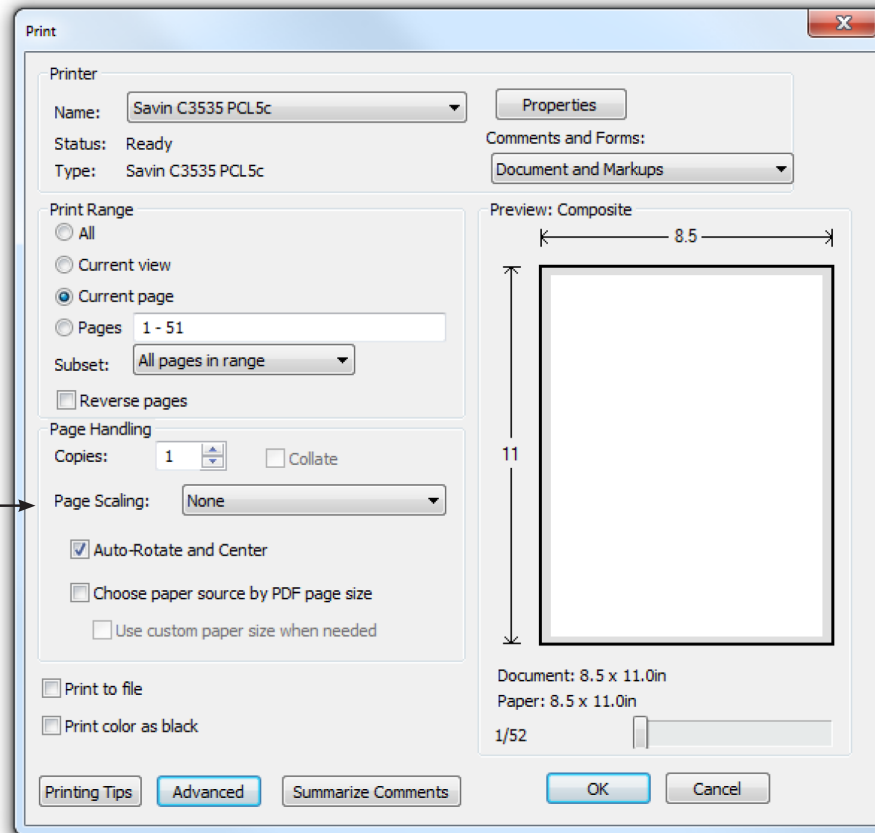 Print
Printer
Name: Savin C3535 PCL5c Properties
Status: Ready Comments and Forms:
Type: Savin C3535 PCL5c Document and Markups
Print Range
All
Current view
Current page
Pages 1 - 51
Subset: All pages in range
Reverse pages
Page Handling
Copies: 1 Collate
Page Scaling: None
Auto-Rotate and Center
Choose paper source by PDF page size
Use custom paper size when needed
Print to file
Print color as black
Preview: Composite
8.5
11
Document: 8.5 x 11.0in
Paper: 8.5 x 11.0in
1/52
Printing Tips Advanced Summarize Comments OK Cancel